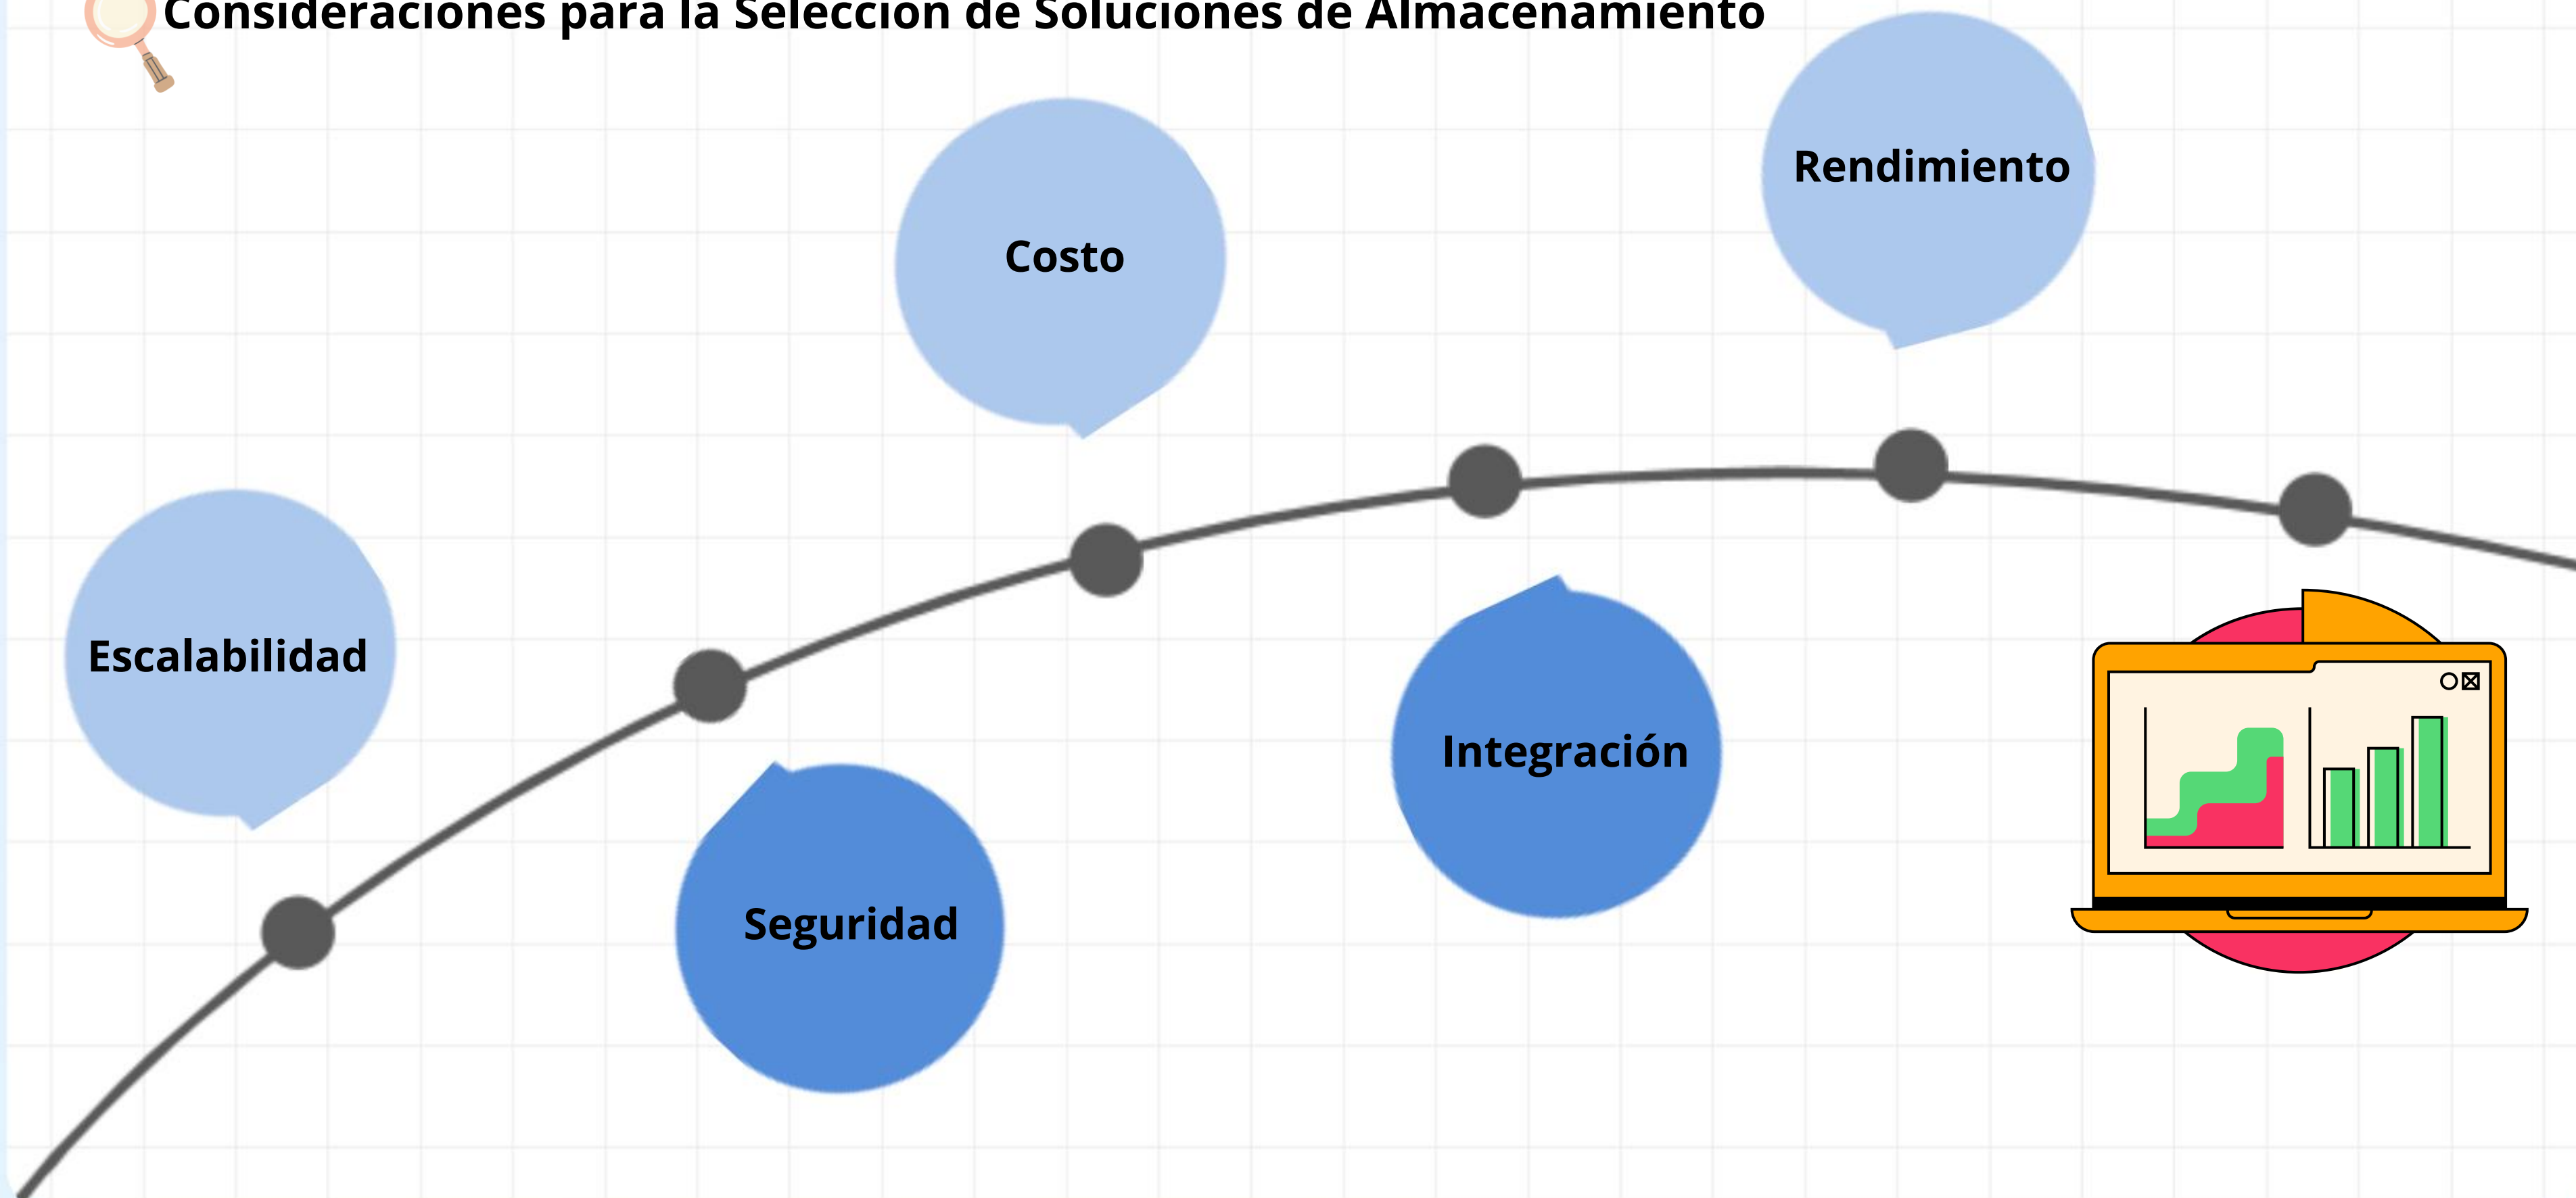 Consideraciones para la Selección de Soluciones de Almacenamiento
Escalabilidad
Seguridad
Costo
Integración
Rendimiento